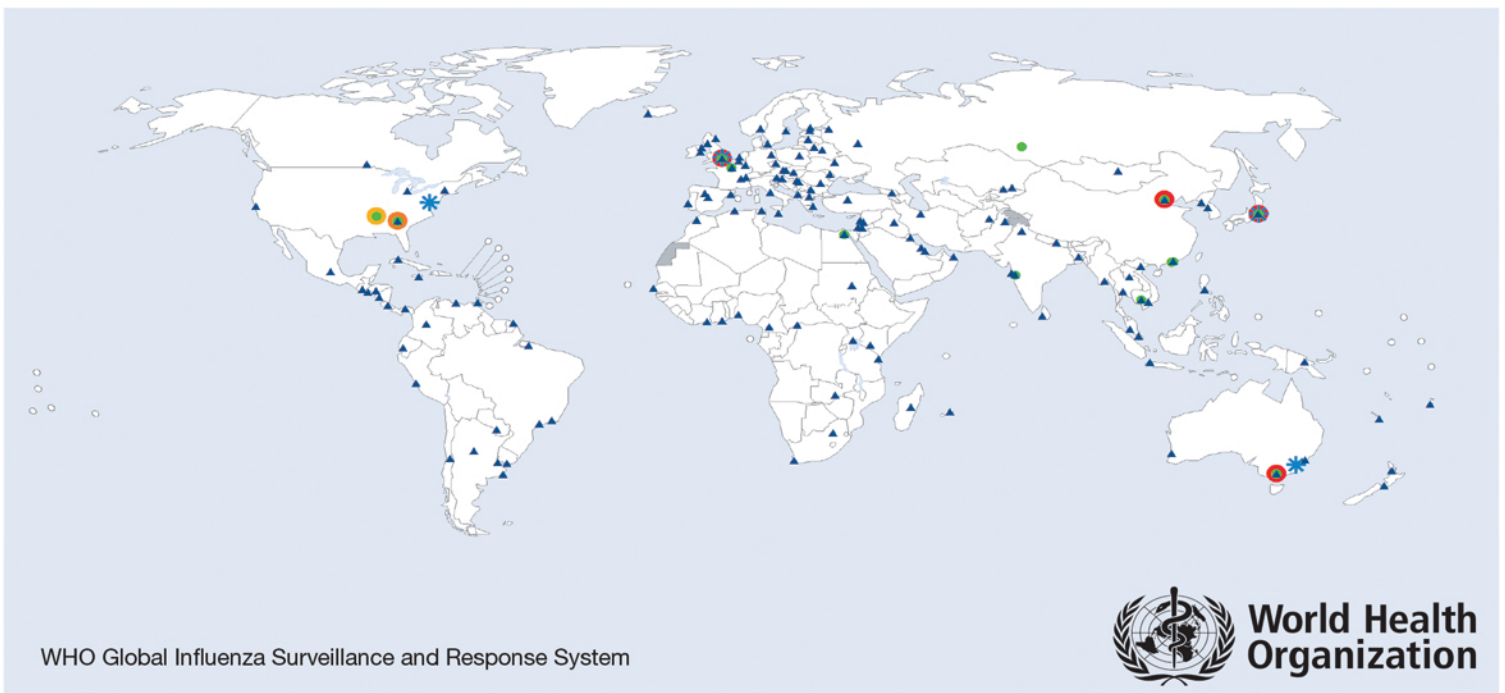 WHO Global Influenza Surveillance and Response System
World Health
Organization